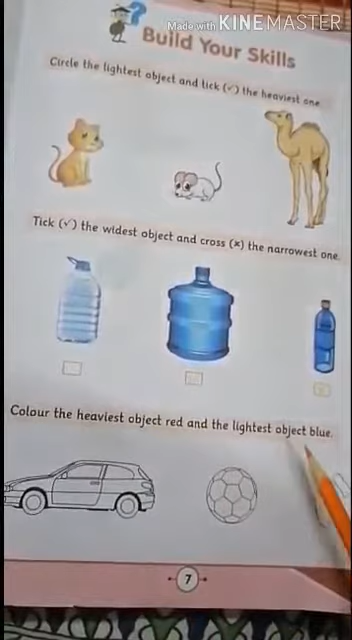 Made with KINEMASTER
Build Your Skills
Circle the lightest object and tick (✓) the heaviest one
Tick (✓) the widest object and cross (×) the narrowest one.
Colour the heaviest object red and the lightest object blue.
7